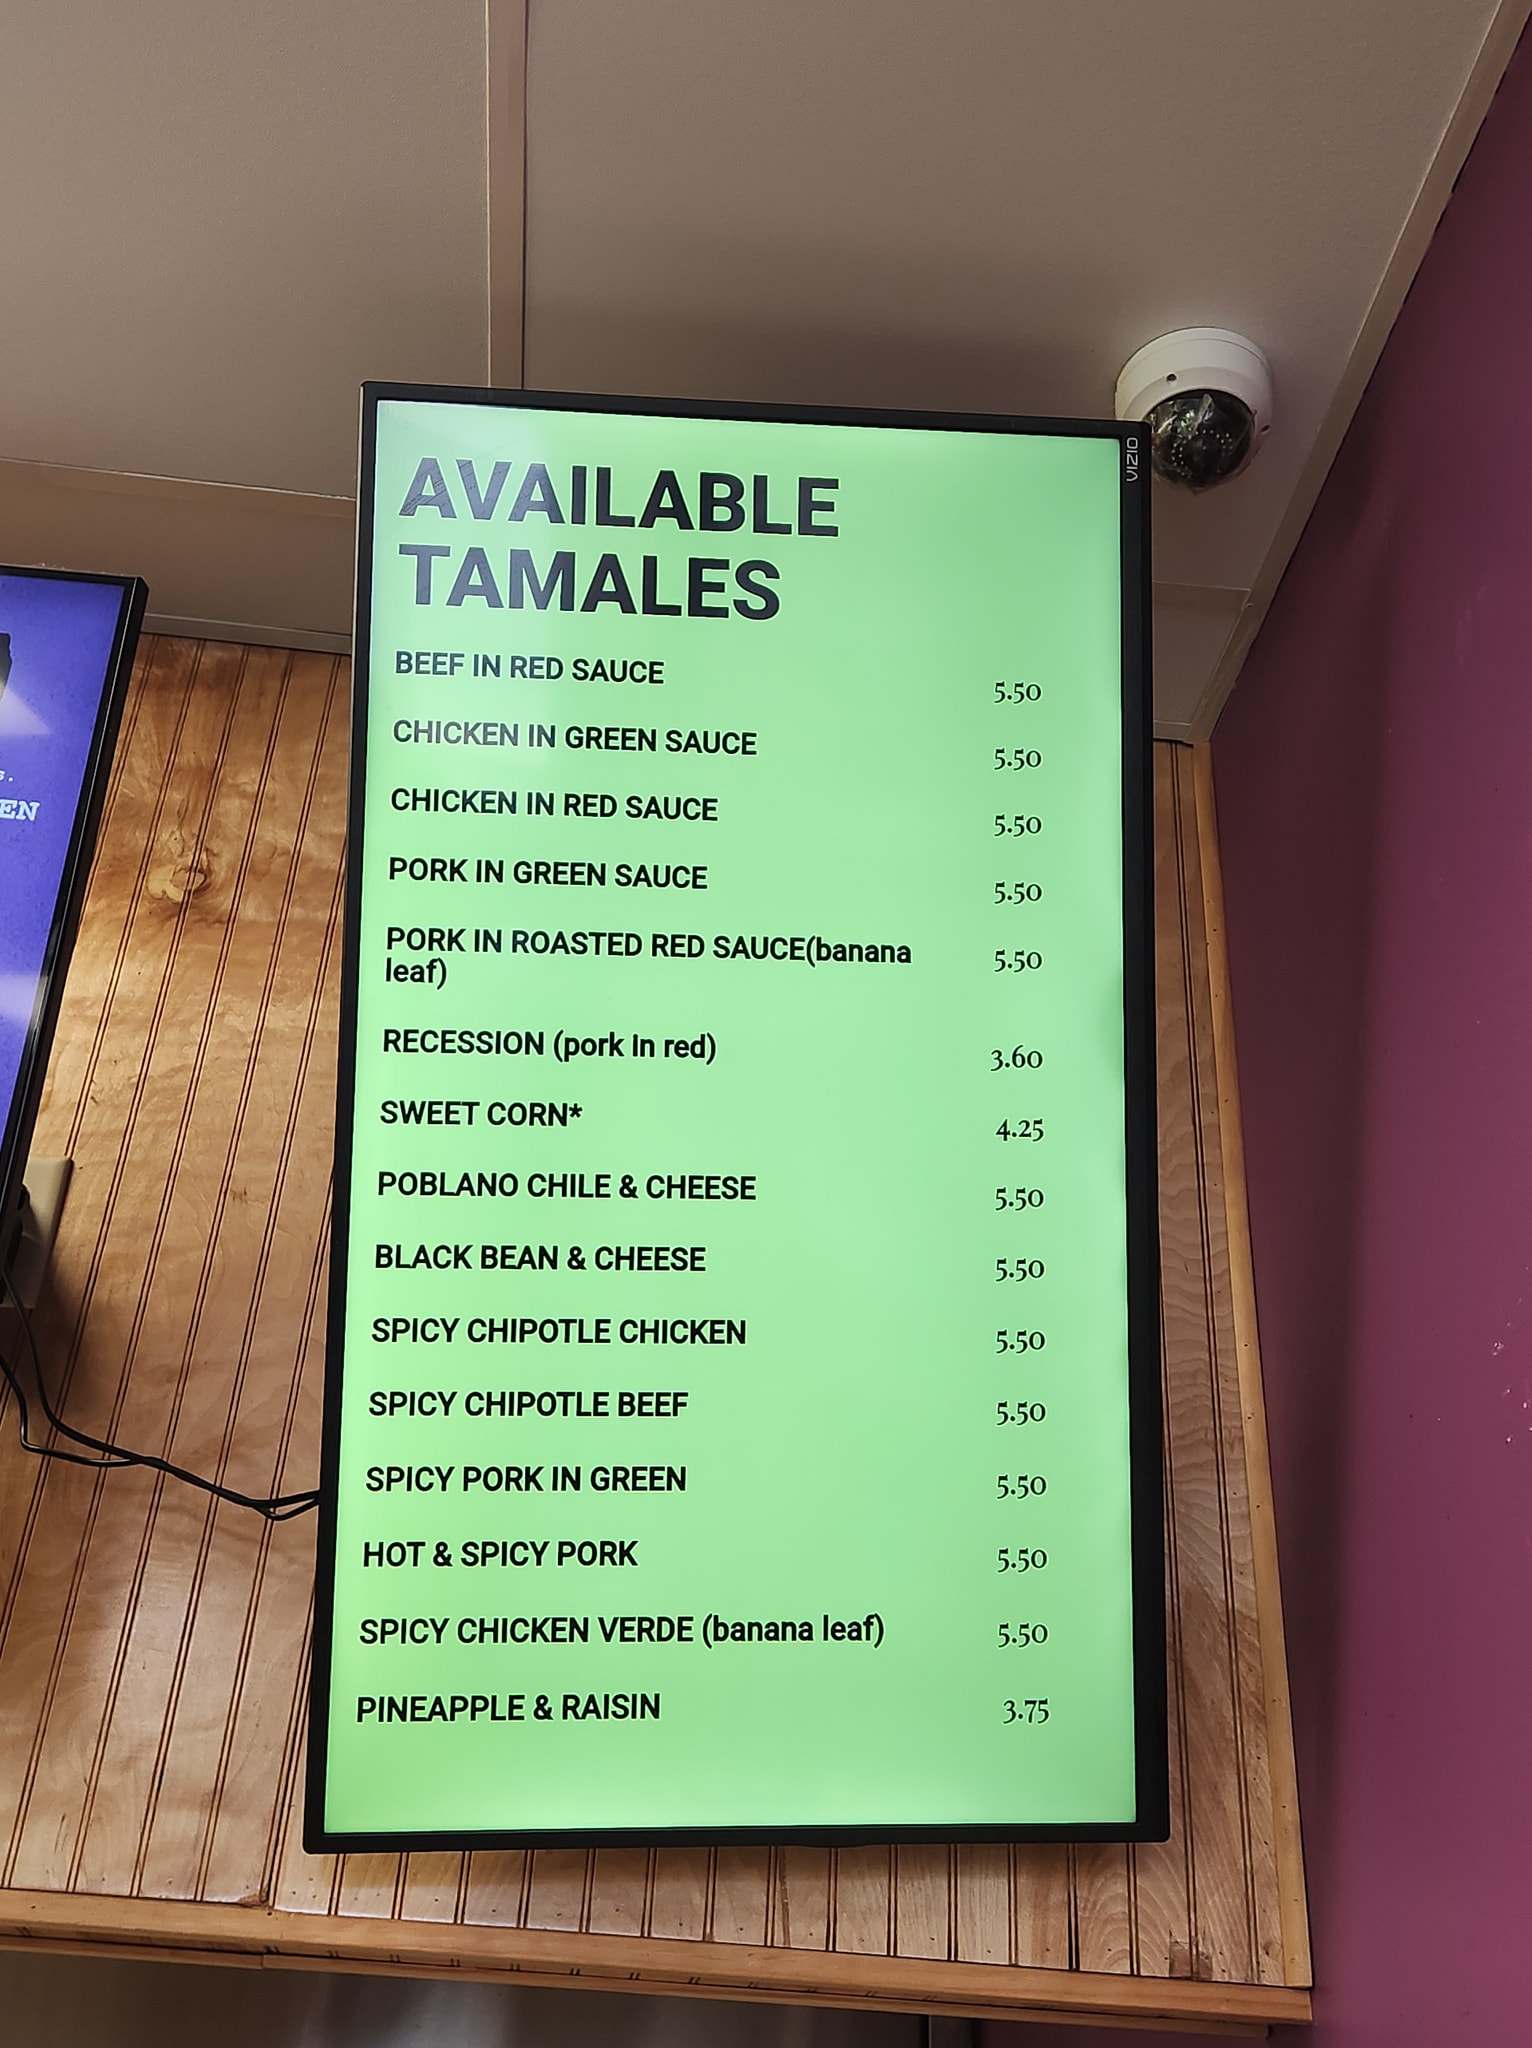 AVAILABLE
TAMALES
BEEF IN RED SAUCE 5.50
CHICKEN IN GREEN SAUCE 5.50
CHICKEN IN RED SAUCE 5.50
PORK IN GREEN SAUCE 5.50
PORK IN ROASTED RED SAUCE(banana 5.50
leaf)
RECESSION (pork in red) 3.60
SWEET CORN* 4.25
POBLANO CHILE & CHEESE 5.50
BLACK BEAN & CHEESE 5.50
SPICY CHIPOTLE CHICKEN 5.50
SPICY CHIPOTLE BEEF 5.50
SPICY PORK IN GREEN 5.50
HOT & SPICY PORK 5.50
SPICY CHICKEN VERDE (banana leaf) 5.50
PINEAPPLE & RAISIN 3.75
VIZIO